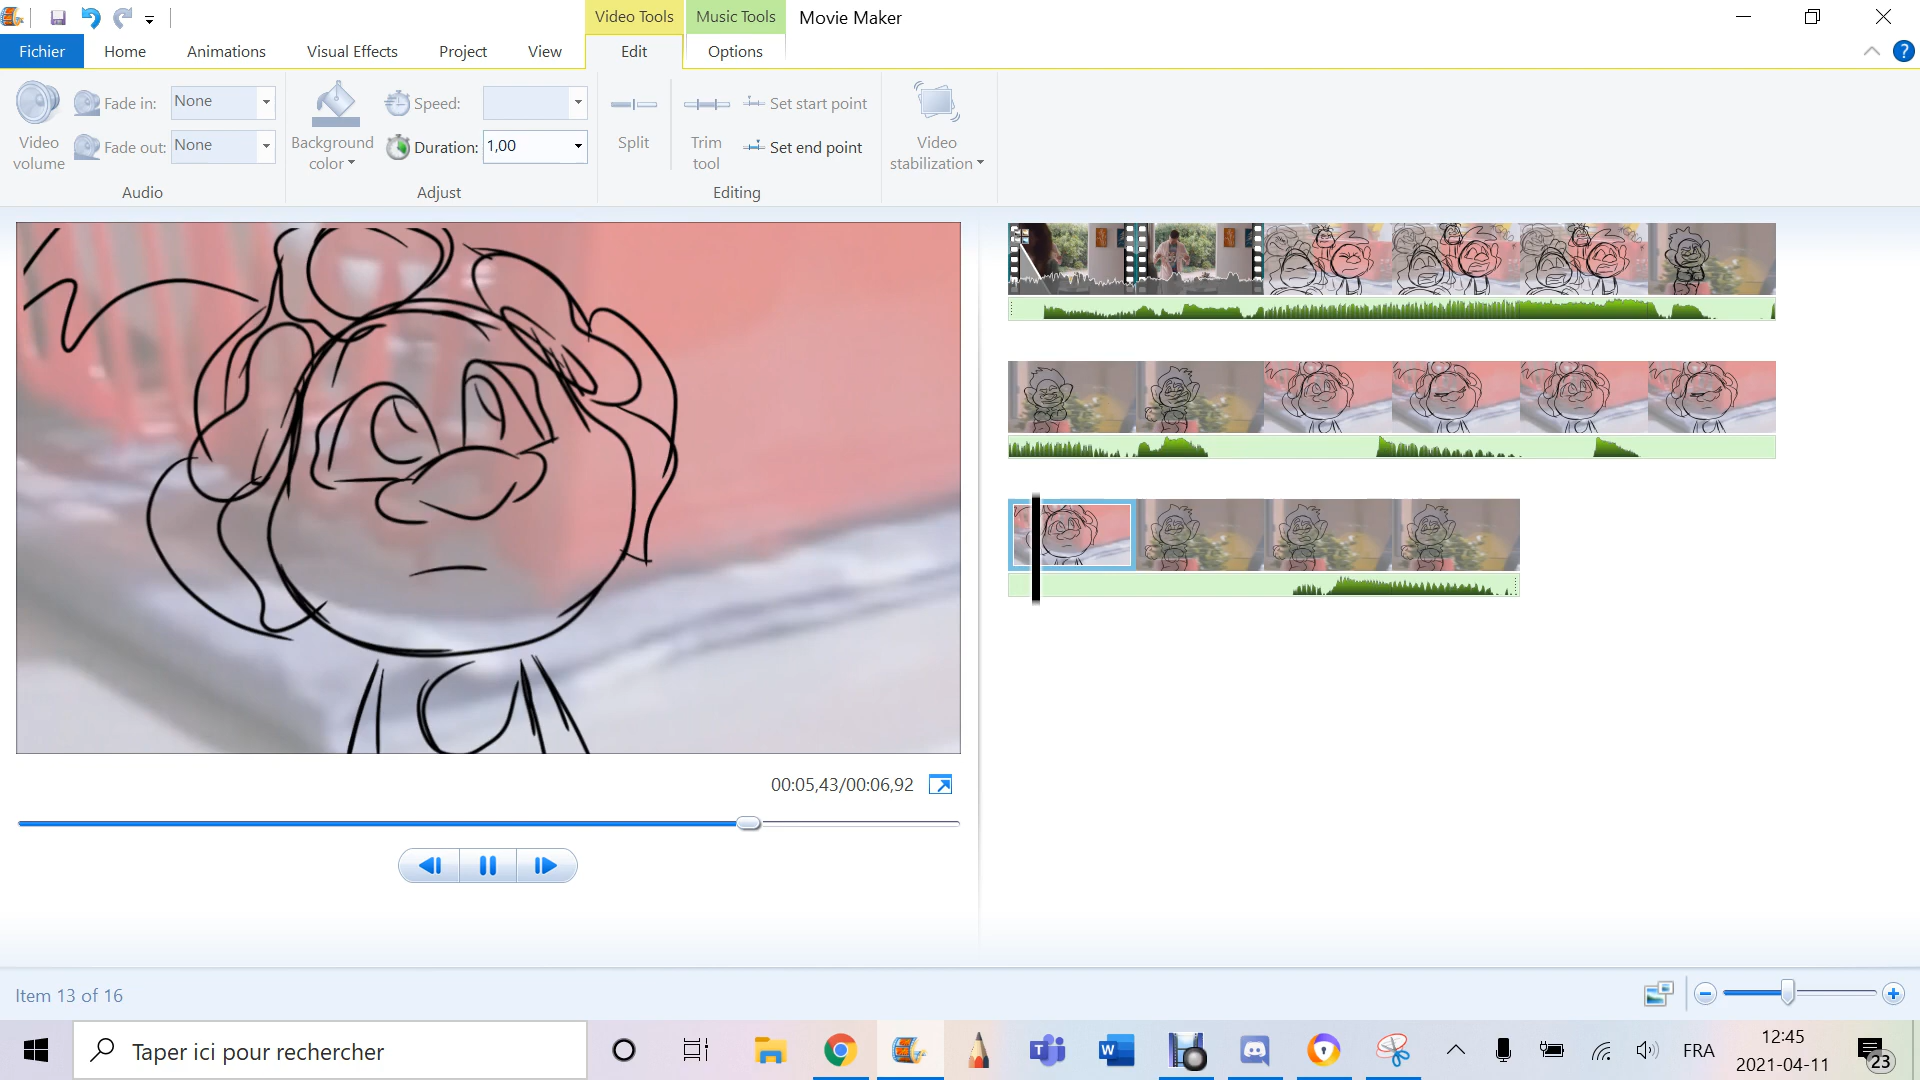 Video Tools
Music Tools
Movie Maker
Fichier
Home
Animations
Visual Effects
Project
View
Edit
Options
?
Video
volume
Fade in:
None
Fade out:
None
Audio
Background
color
Speed:
Duration:
1,00
Adjust
Split
Trim
tool
Set start point
Set end point
Editing
Video
stabilization
00:05,43/00:06,92
Item 13 of 16
Taper ici pour rechercher
FRA
12:45
2021-04-11
23